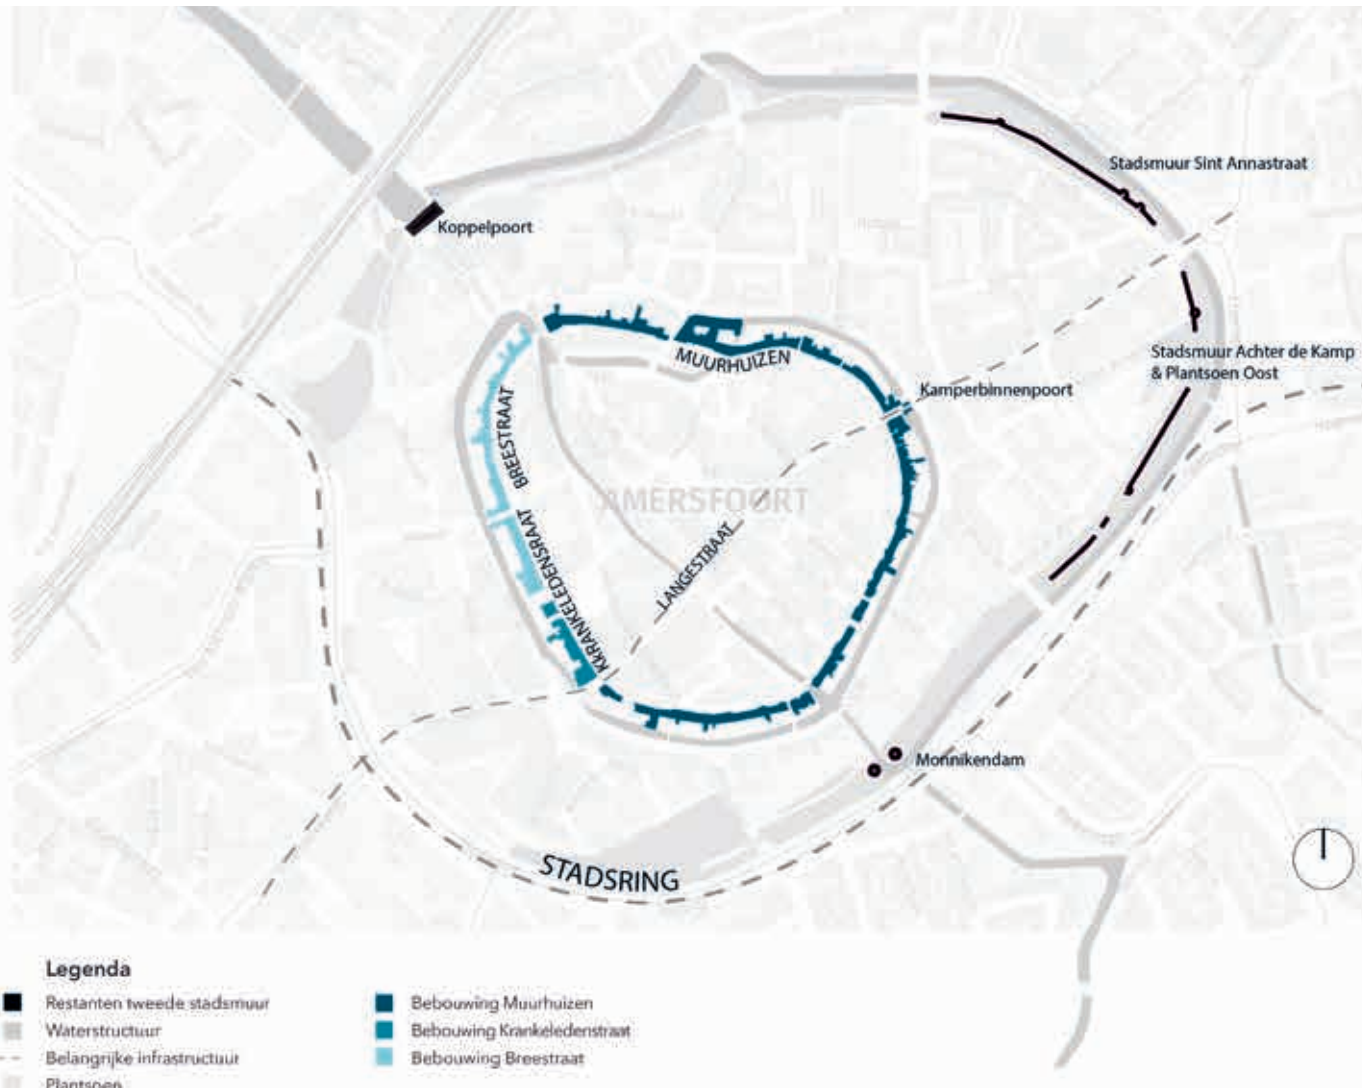 Stadsmuur Sint Annastraat
Koppelpoort
Stadsmuur Achter de Kamp
& Plantsoen Oost
MUURHUIZEN
Kamperbinnenpoort
BREESTRAAT
AMERSFOORT
KKRANKELEDENSRAAT
LANGESTRAAT
Monnikendam
STADSRING
Legenda
Restanten tweede stadsmuur
Waterstructuur
Belangrijke infrastructuur
Plantsoen
Bebouwing Muurhuizen
Bebouwing Krankeledenstraat
Bebouwing Breestraat